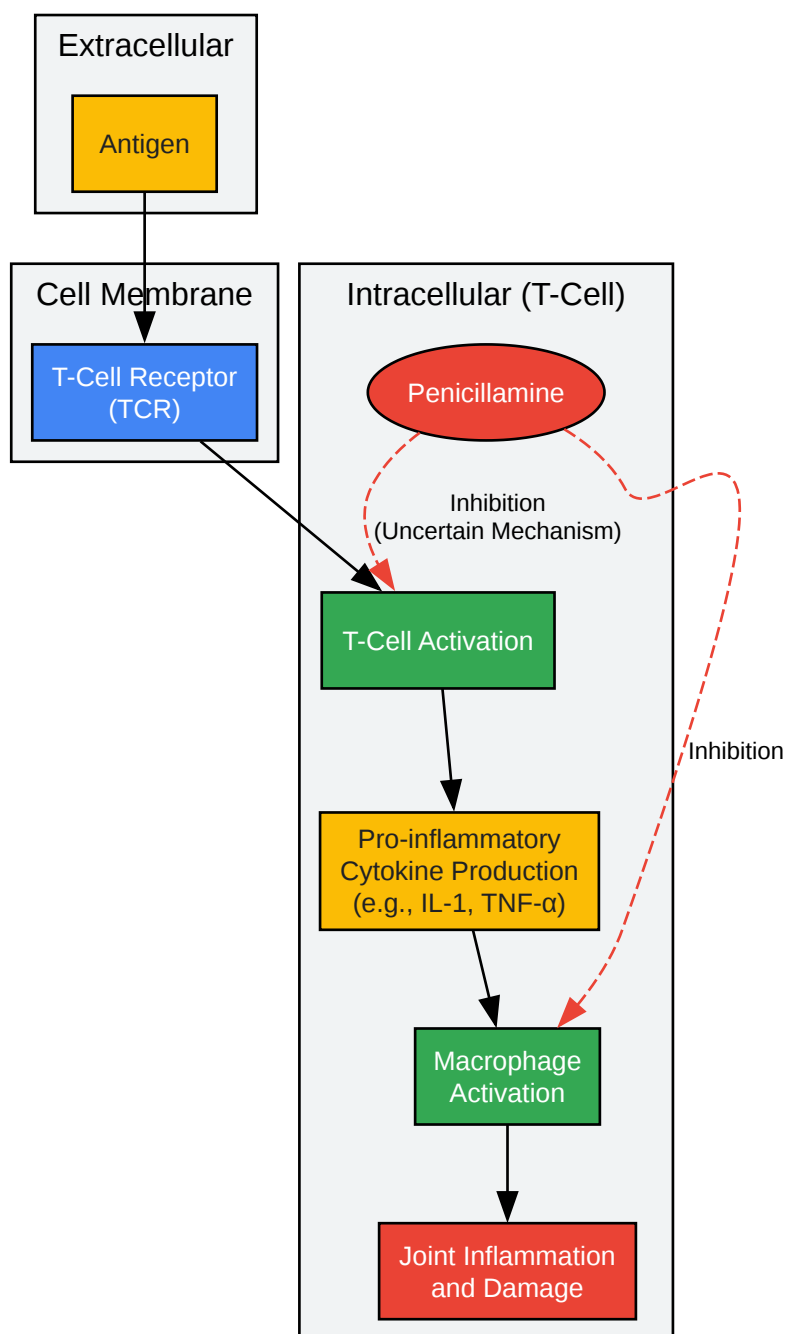 Extracellular
Antigen
Cell Membrane
T-Cell Receptor
(TCR)
Intracellular (T-Cell)
Penicillamine
Inhibition
(Uncertain Mechanism)
T-Cell Activation
Inhibition
Pro-inflammatory
Cytokine Production
(e.g., IL-1, TNF-α)
Macrophage
Activation
Joint Inflammation
and Damage